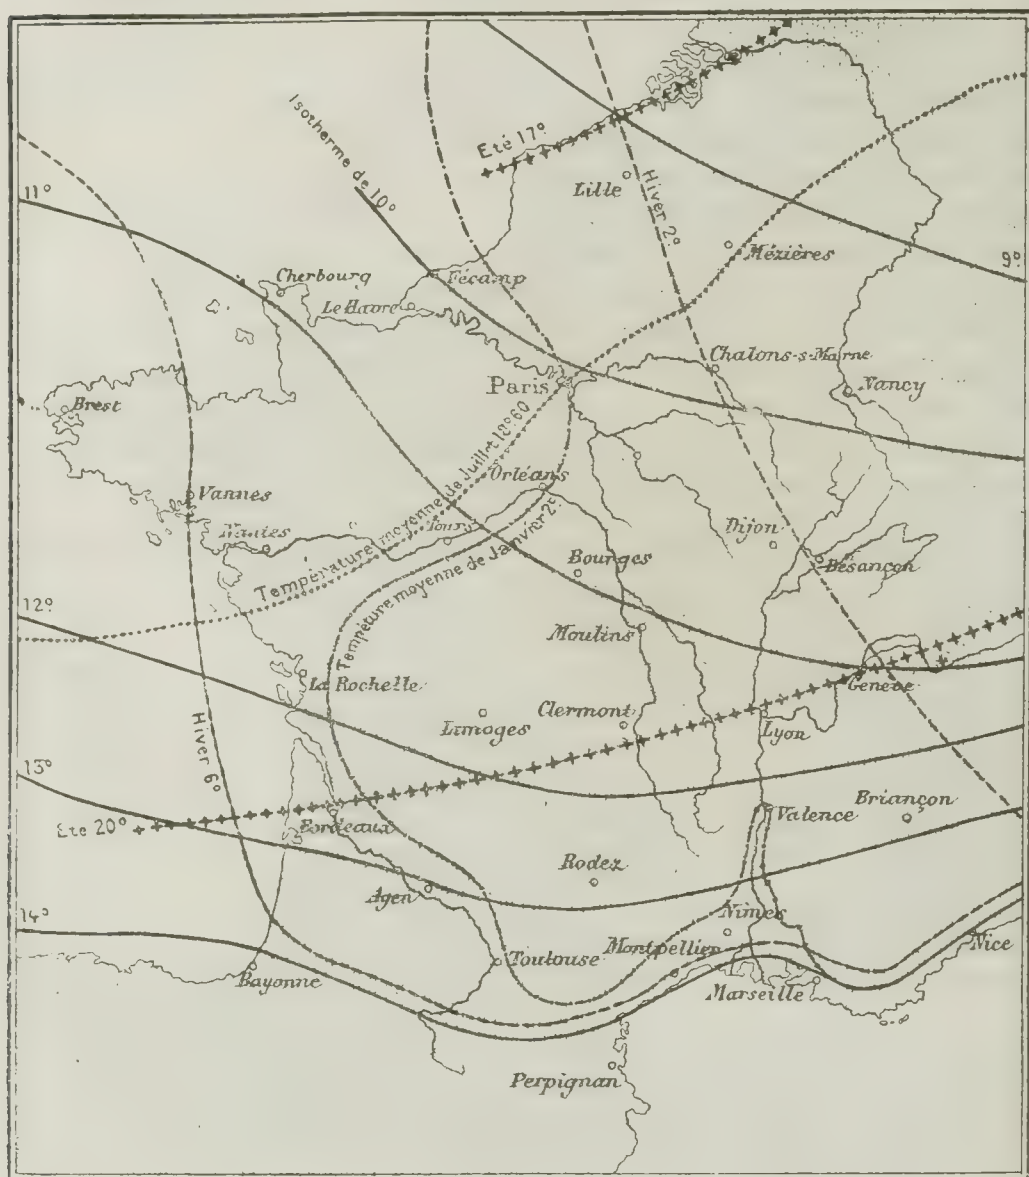 Isotherme de 10°
Eté 17°
Lille
Hiver 2°
11°
Mézières
9°
Cherbourg
Fécamp
Le Havre
Chalons-s-Marne
Paris
Nancy
Brest
Température moyenne de Juillet 18°60
Orléans
Vannes
Nantes
Tours
Dijon
Bésançon
Bourges
Tempéture moyenne de Janvier 2°
12°
Moulins
La Rochelle
Genève
Limoges
Clermont
Lyon
Hiver 6°
13°
Eté 20°
Bordeaux
Valence
Briançon
Rodez
Agen
14°
Nimes
Nice
Toulouse
Montpellier
Bayonne
Marseille
Perpignan